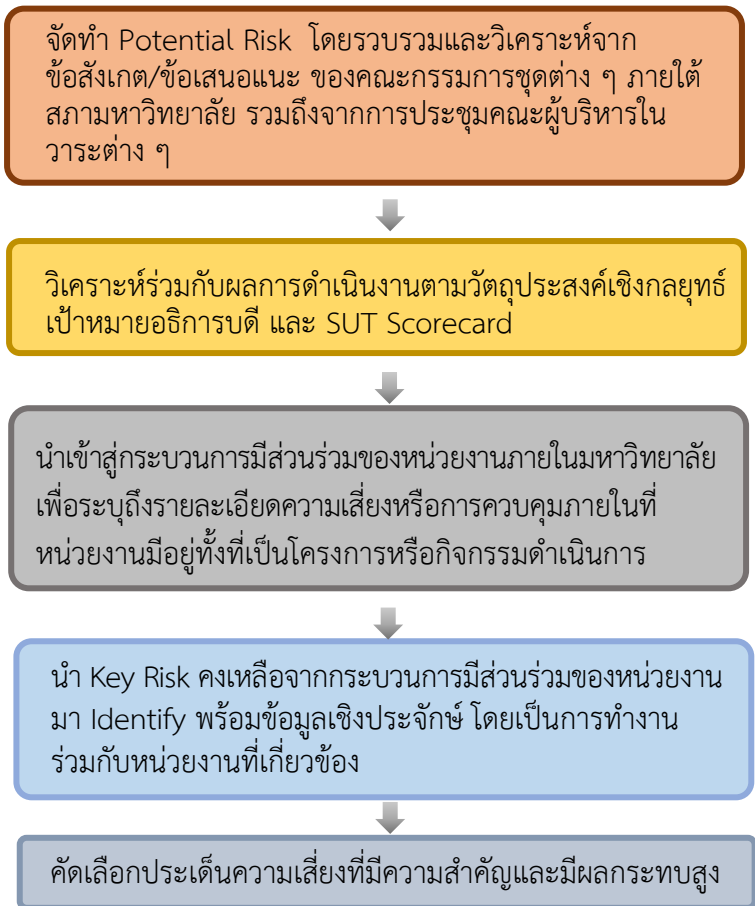 จัดทำ Potential Risk โดยรวบรวมและวิเคราะห์จาก
ข้อสังเกต/ข้อเสนอแนะ ของคณะกรรมการชุดต่าง ๆ ภายใต้
สภามหาวิทยาลัย รวมถึงจากการประชุมคณะผู้บริหารใน
วาระต่าง ๆ
วิเคราะห์ร่วมกับผลการดำเนินงานตามวัตถุประสงค์เชิงกลยุทธ์
เป้าหมายอธิการบดี และ SUT Scorecard
นำเข้าสู่กระบวนการมีส่วนร่วมของหน่วยงานภายในมหาวิทยาลัย
เพื่อระบุถึงรายละเอียดความเสี่ยงหรือการควบคุมภายในที่
หน่วยงานมีอยู่ทั้งที่เป็นโครงการหรือกิจกรรมดำเนินการ
นำ Key Risk คงเหลือจากกระบวนการมีส่วนร่วมของหน่วยงาน
มา Identify พร้อมข้อมูลเชิงประจักษ์ โดยเป็นการทำงาน
ร่วมกับหน่วยงานที่เกี่ยวข้อง
คัดเลือกประเด็นความเสี่ยงที่มีความสำคัญและมีผลกระทบสูง